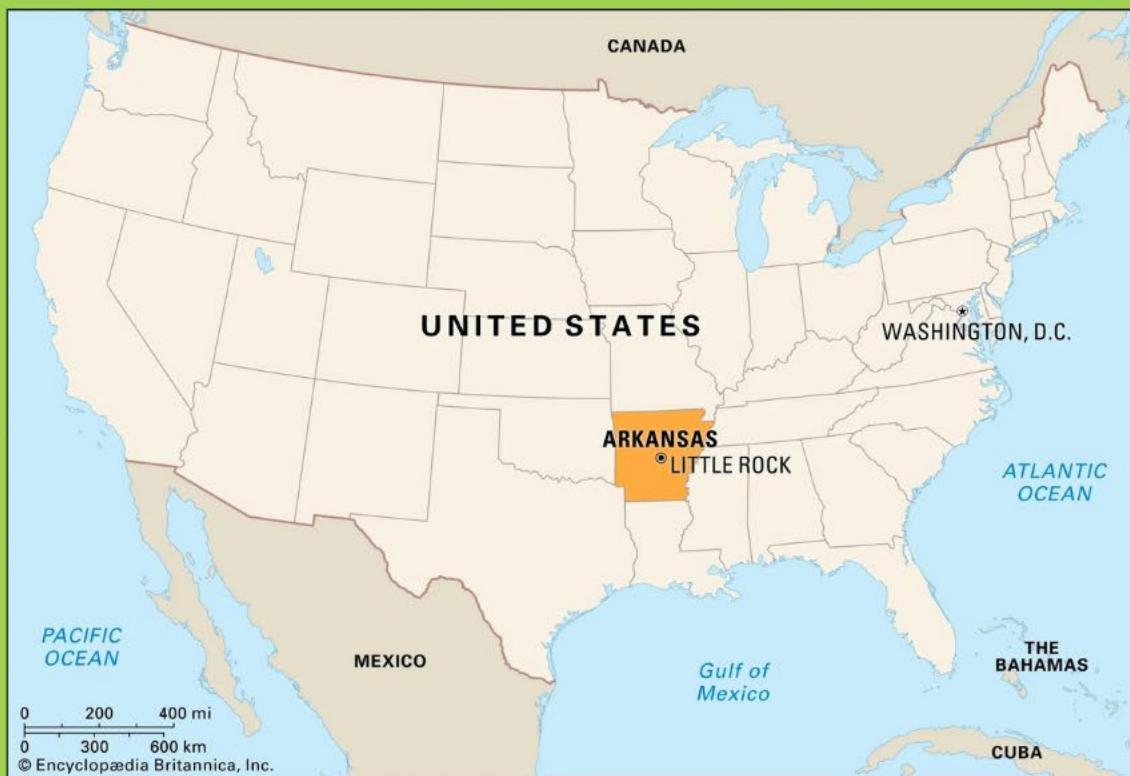 CANADA
UNITED STATES
WASHINGTON, D.C.
ARKANSAS
LITTLE ROCK
ATLANTIC
OCEAN
PACIFIC
OCEAN
MEXICO
Gulf of
Mexico
THE
BAHAMAS
CUBA
0 200 400 mi
0 300 600 km
© Encyclopædia Britannica, Inc.